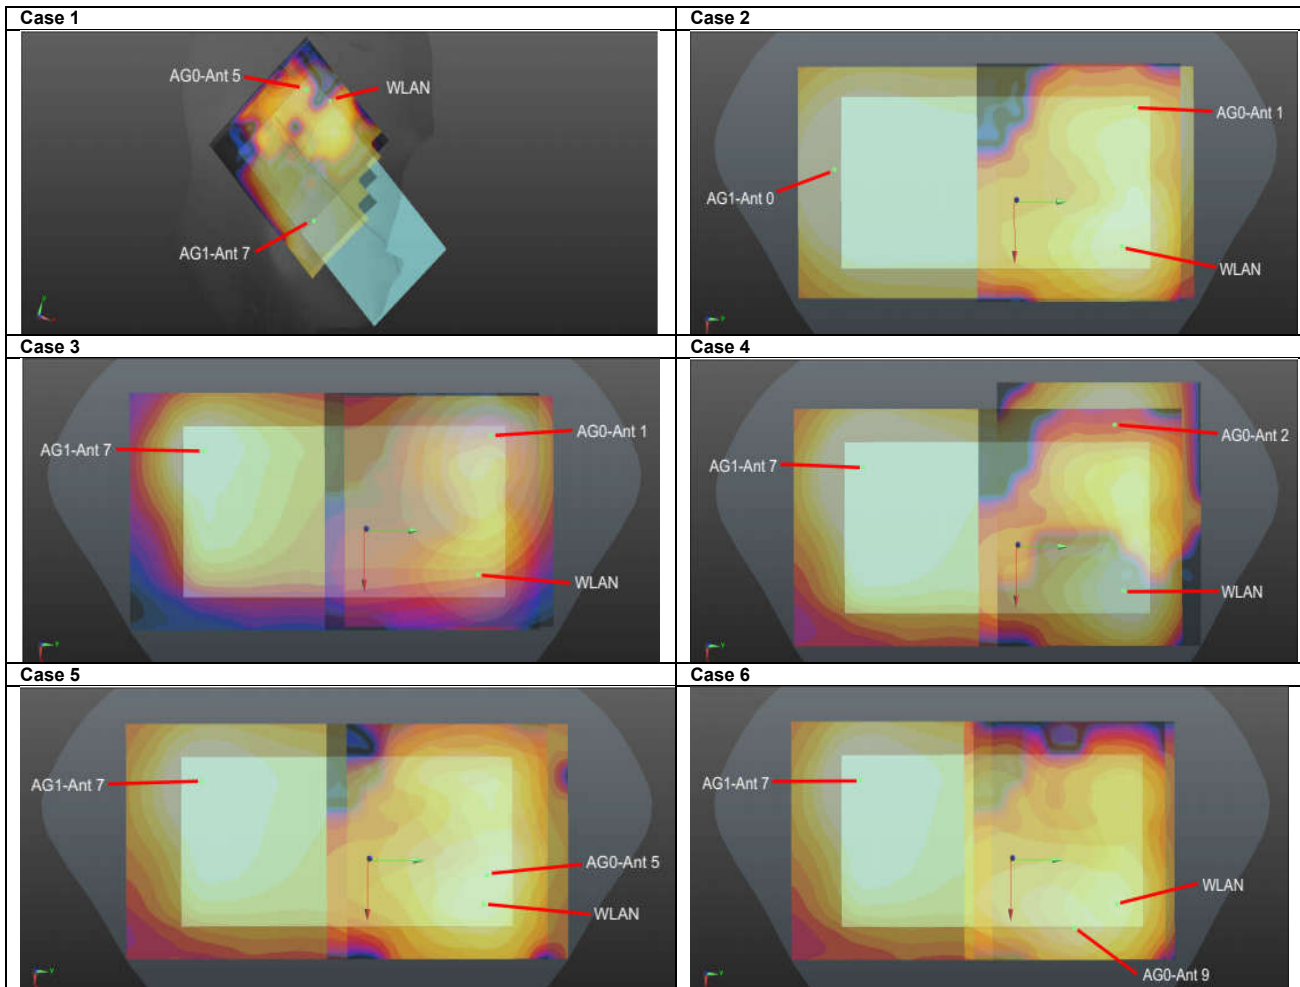 Case 1
Case 2
AG0-Ant 5
WLAN
AG1-Ant 7
AG0-Ant 1
AG1-Ant 0
WLAN
Case 3
Case 4
AG1-Ant 7
AG0-Ant 1
WLAN
AG0-Ant 2
AG1-Ant 7
WLAN
Case 5
Case 6
AG1-Ant 7
AG0-Ant 5
WLAN
AG1-Ant 7
WLAN
AG0-Ant 9